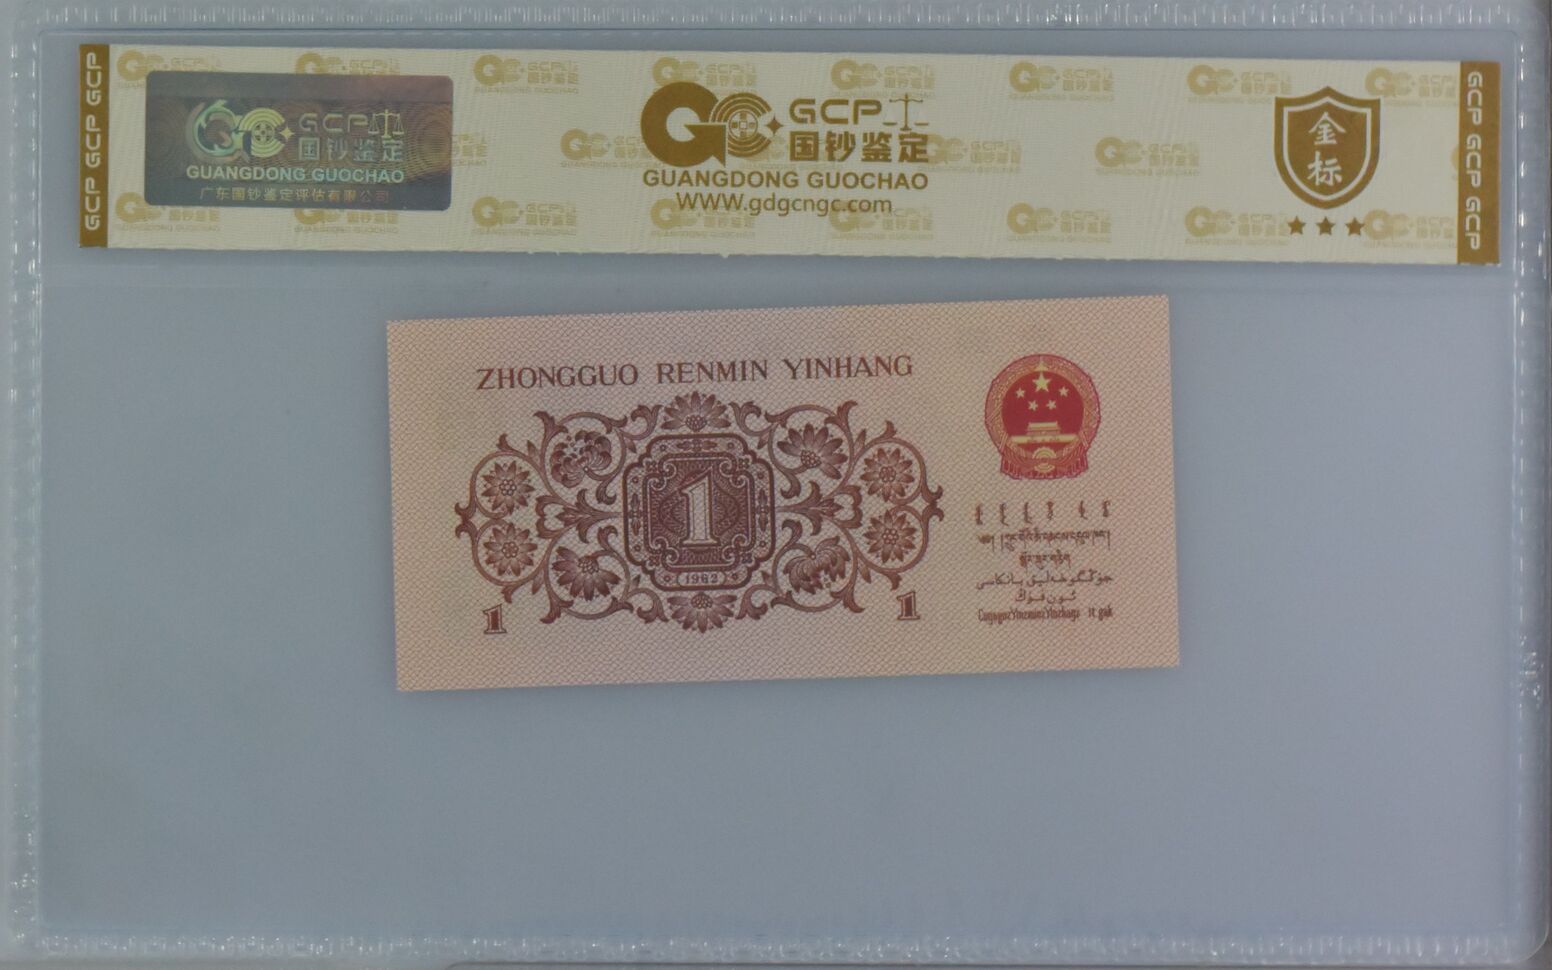 GCP GCP GCP
GCP
国钞鉴定
GUANGDONG GUOCHAO
广东国钞鉴定评估有限公司
GCP
国钞鉴定
GUANGDONG GUOCHAO
WWW.gdgcngc.com
金
标
GCP GCP GCP
ZHONGGUO RENMIN YINHANG
1
1962
1
1